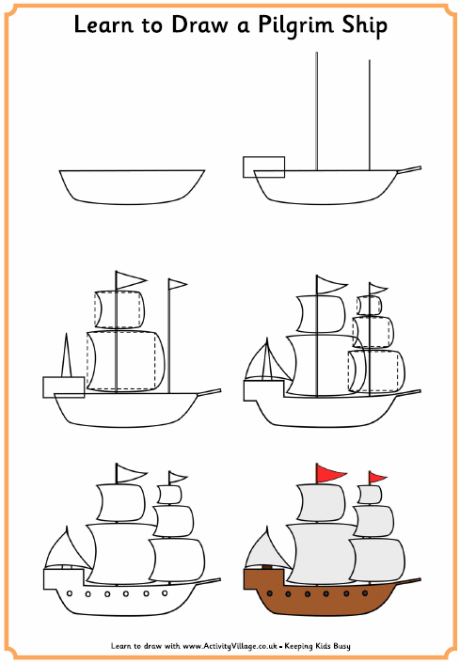 Learn to Draw a Pilgrim Ship
Learn to draw with www.ActivityVillage.co.uk - Keeping Kids Busy